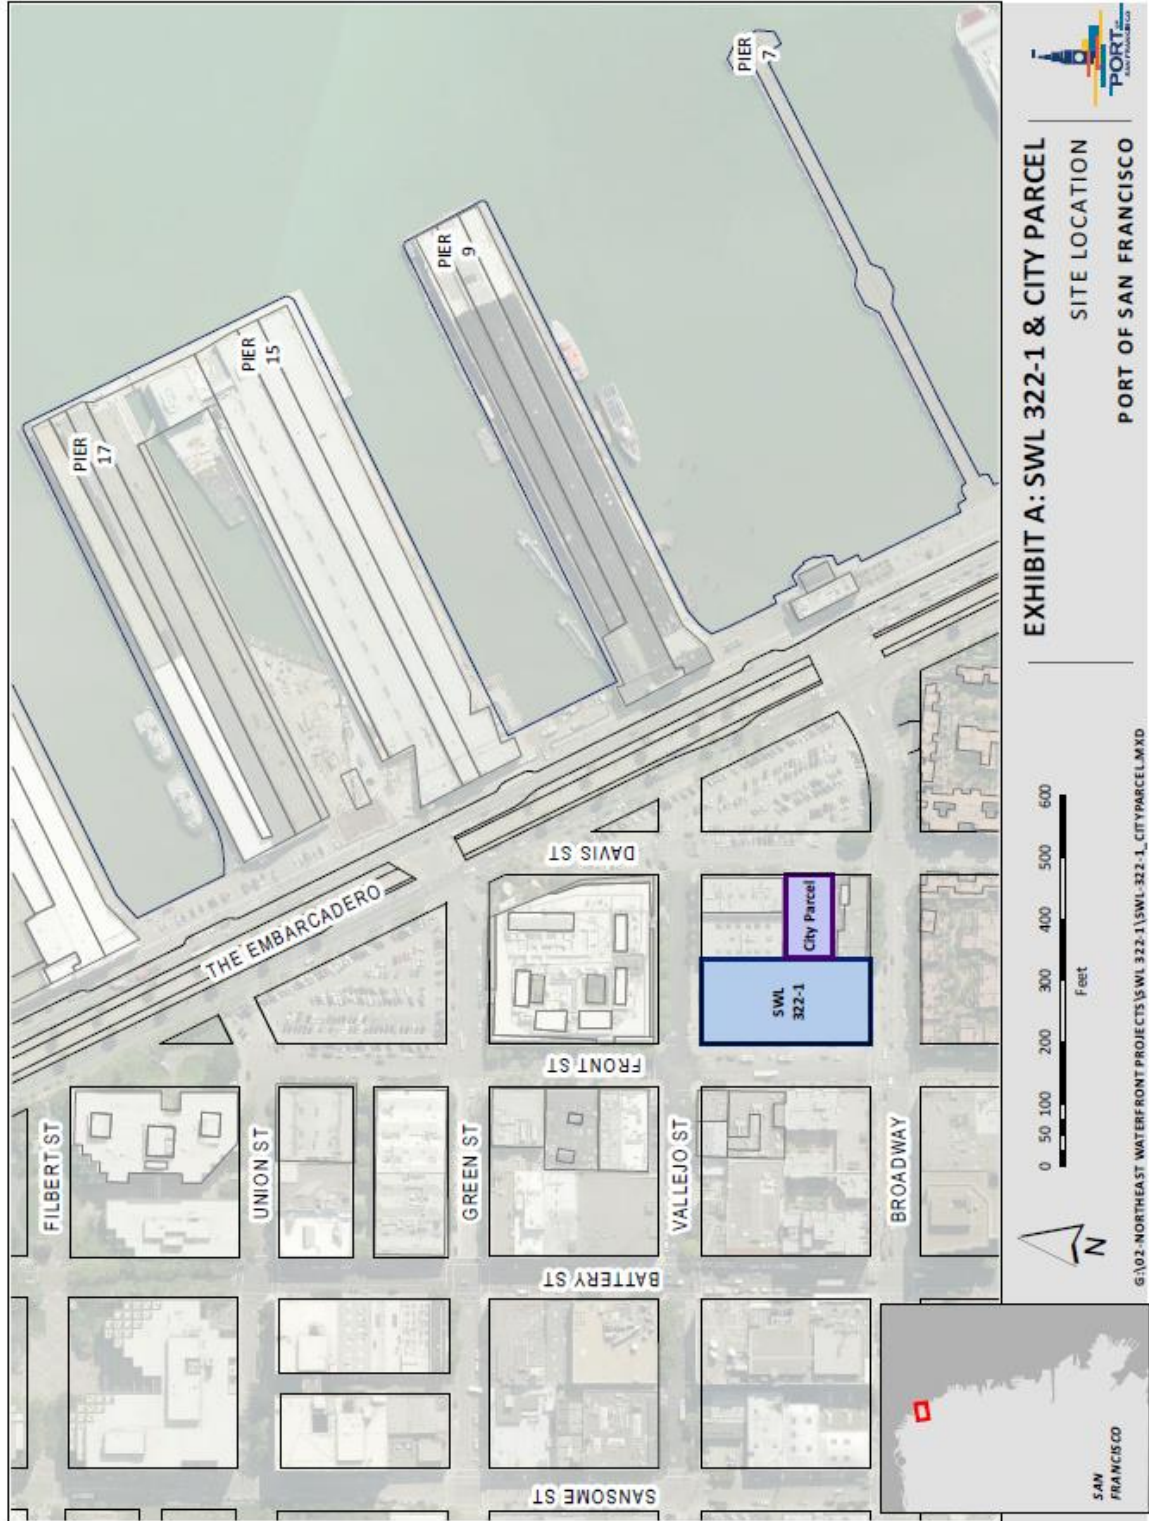 PIER
17
PIER
15
PIER
9
PIER
7
THE EMBARCADERO
DAVIS ST
FRONT ST
BATTERY ST
SANSOME ST
FILBERT ST
UNION ST
GREEN ST
VALLEJO ST
BROADWAY
SWL
322-1
City Parcel
SAN
FRANCISCO
N
0 50 100 200 300 400 500 600
Feet
G:\02-NORTHEAST WATERFRONT PROJECTS\SWL 322-1\SWL-322-1_CITYPARCEL.MXD
EXHIBIT A: SWL 322-1 & CITY PARCEL
SITE LOCATION
PORT OF SAN FRANCISCO
PORT OF
SAN FRANCISCO